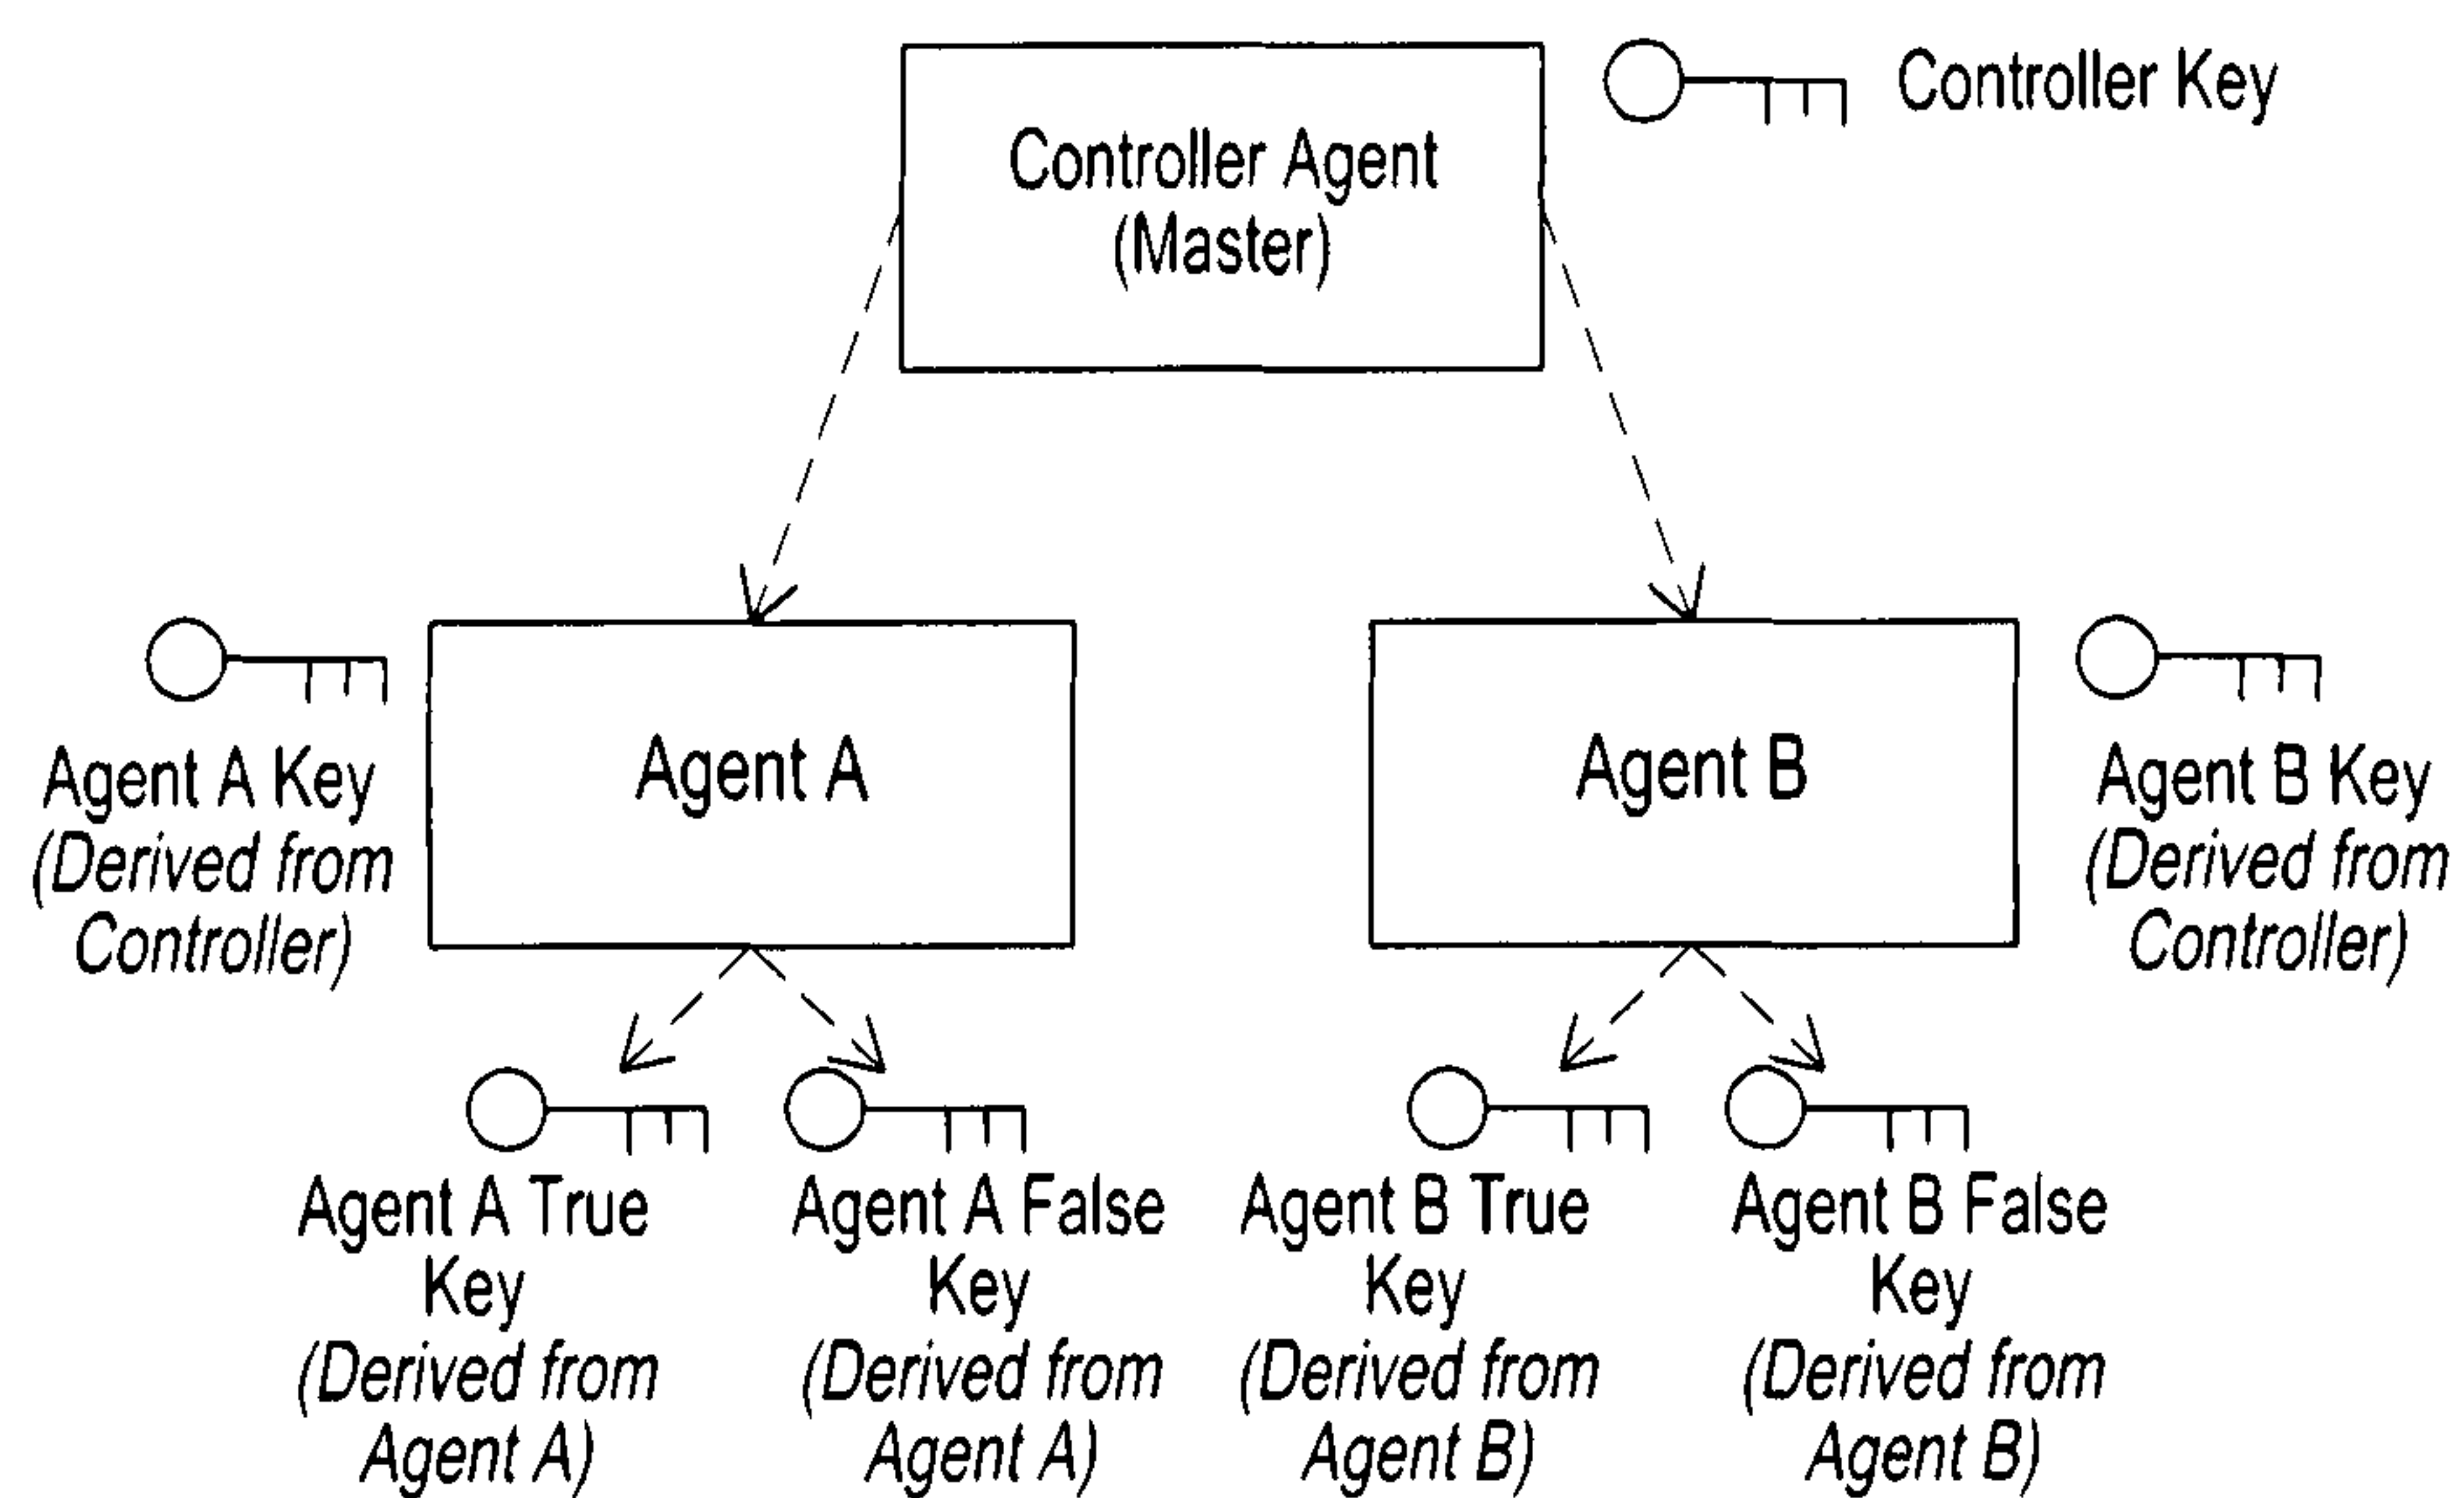 Controller Agent
(Master)
Controller Key
Agent A Key
(Derived from
Controller)
Agent A
Agent B
Agent B Key
(Derived from
Controller)
Agent A True
Key
(Derived from
Agent A)
Agent A False
Key
(Derived from
Agent A)
Agent B True
Key
(Derived from
Agent B)
Agent B False
Key
(Derived from
Agent B)